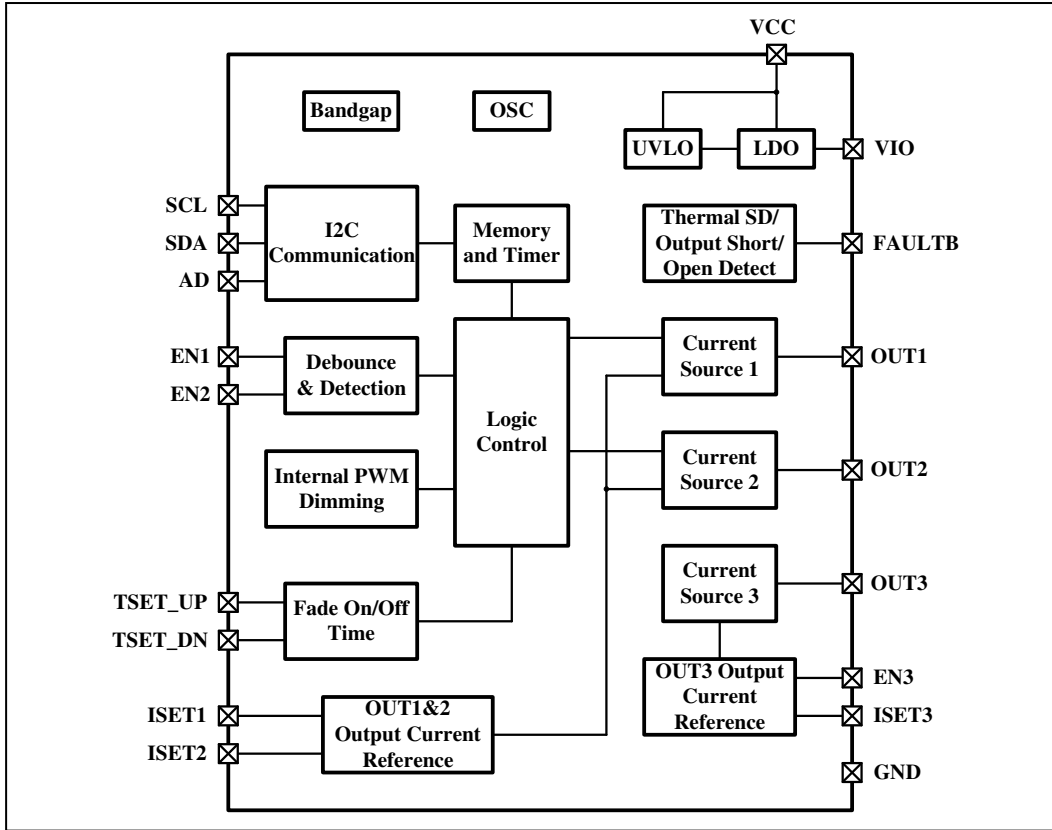 VCC
Bandgap
OSC
UVLO
LDO
VIO
SCL
SDA
AD
I2C
Communication
Memory
and Timer
Thermal SD/
Output Short/
Open Detect
FAULTB
EN1
EN2
Debounce
& Detection
Logic
Control
Current
Source 1
OUT1
Internal PWM
Dimming
Current
Source 2
OUT2
TSET_UP
TSET_DN
Fade On/Off
Time
Current
Source 3
OUT3
ISET1
ISET2
OUT1&2
Output Current
Reference
OUT3 Output
Current
Reference
EN3
ISET3
GND